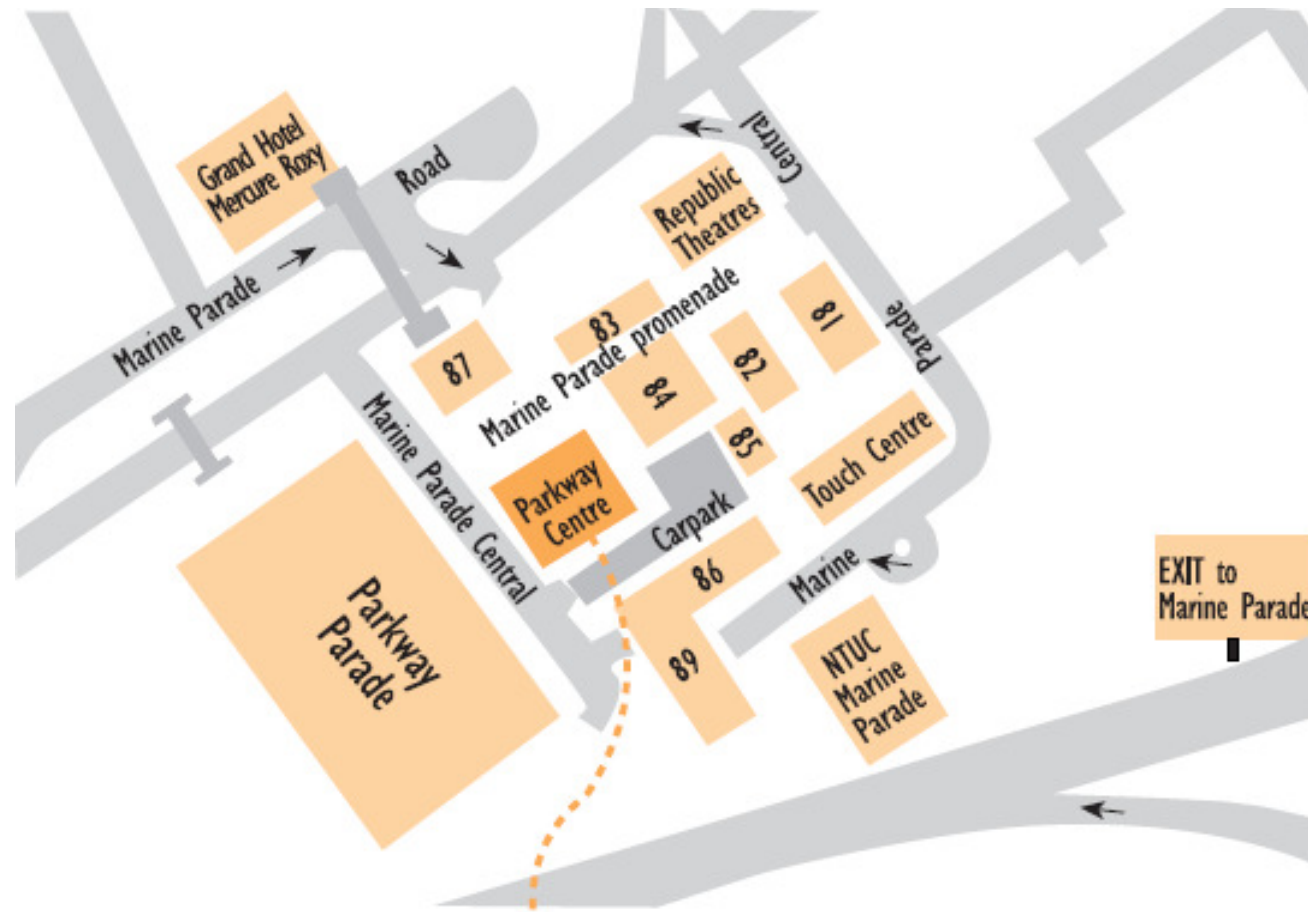 Grand Hotel
Mercure Roxy
Road
Marine Parade
Central
Republic
Theatres
Marine Parade promenade
83
81
82
84
87
85
Parade
Marine Parade Central
Touch Centre
Parkway
Centre
Carpark
86
Marine
89
NTUC
Marine
Parade
Parkway
Parade
EXIT to
Marine Parade